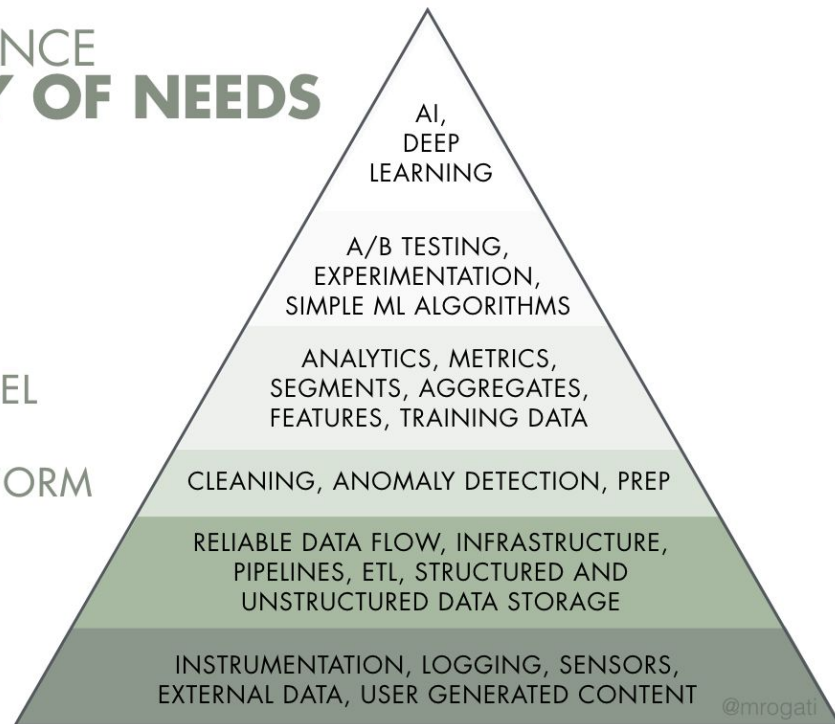 NCE
Y OF NEEDS
AI,
DEEP
LEARNING
A/B TESTING,
EXPERIMENTATION,
SIMPLE ML ALGORITHMS
EL
ANALYTICS, METRICS,
SEGMENTS, AGGREGATES,
FEATURES, TRAINING DATA
ORM
CLEANING, ANOMALY DETECTION, PREP
RELIABLE DATA FLOW, INFRASTRUCTURE,
PIPELINES, ETL, STRUCTURED AND
UNSTRUCTURED DATA STORAGE
INSTRUMENTATION, LOGGING, SENSORS,
EXTERNAL DATA, USER GENERATED CONTENT
@mrogati